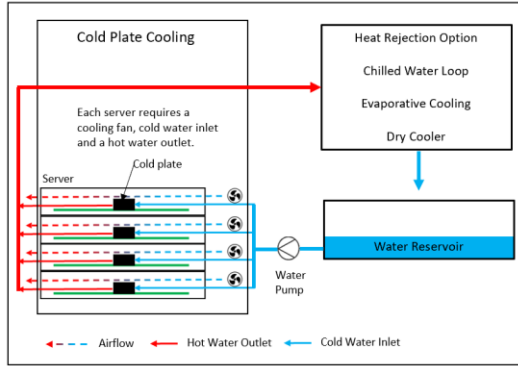 Cold Plate Cooling
Each server requires a
cooling fan, cold water inlet
and a hot water outlet.
Cold plate
Server
Heat Rejection Option
Chilled Water Loop
Evaporative Cooling
Dry Cooler
Water Reservoir
Water
Pump
Airflow
Hot Water Outlet
Cold Water Inlet